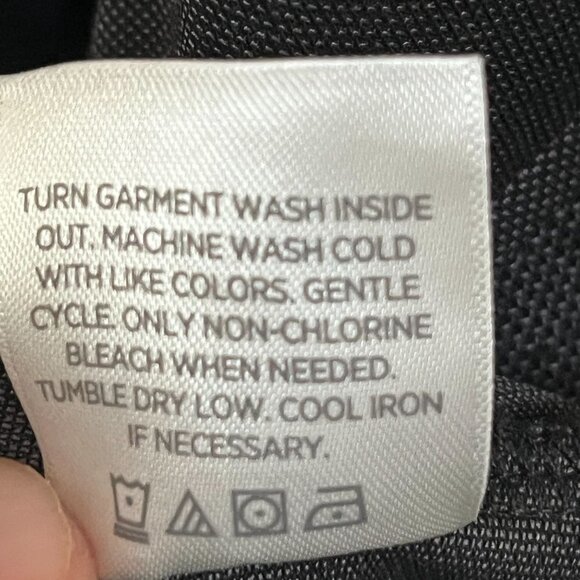 TURN GARMENT WASH INSIDE
OUT. MACHINE WASH COLD
WITH LIKE COLORS. GENTLE
CYCLE. ONLY NON-CHLORINE
BLEACH WHEN NEEDED.
TUMBLE DRY LOW. COOL IRON
IF NECESSARY.